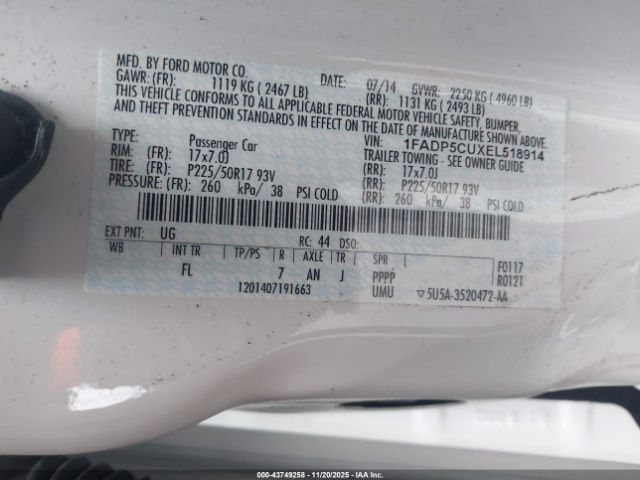 MFD. BY FORD MOTOR CO.
DATE: 07/14 GVWR: 2250 KG ( 4960 LB)
GAWR: (FR): 1119 KG ( 2467 LB) (RR): 1131 KG ( 2493 LB)
THIS VEHICLE CONFORMS TO ALL APPLICABLE FEDERAL MOTOR VEHICLE SAFETY, BUMPER,
AND THEFT PREVENTION STANDARDS IN EFFECT ON THE DATE OF MANUFACTURE SHOWN ABOVE.
VIN: 1FADP5CUXEL518914
TYPE: Passenger Car TRAILER TOWING - SEE OWNER GUIDE
RIM: (FR): 17x7.0J (RR): 17x7.0J
TIRE: (FR): P225/50R17 93V (RR): P225/50R17 93V
PRESSURE: (FR): 260 kPa/ 38 PSI COLD (RR): 260 kPa/ 38 PSI COLD
EXT PNT: UG RC: 44 DSO:
WB INT TR TP/PS R AXLE TR SPR F0117
FL 7 AN J PPPP R0121
1201407191663 UMU ▽5U5A-3520472-AA
000-43749258 - 11/20/2025 - Copyright IAA, Inc.